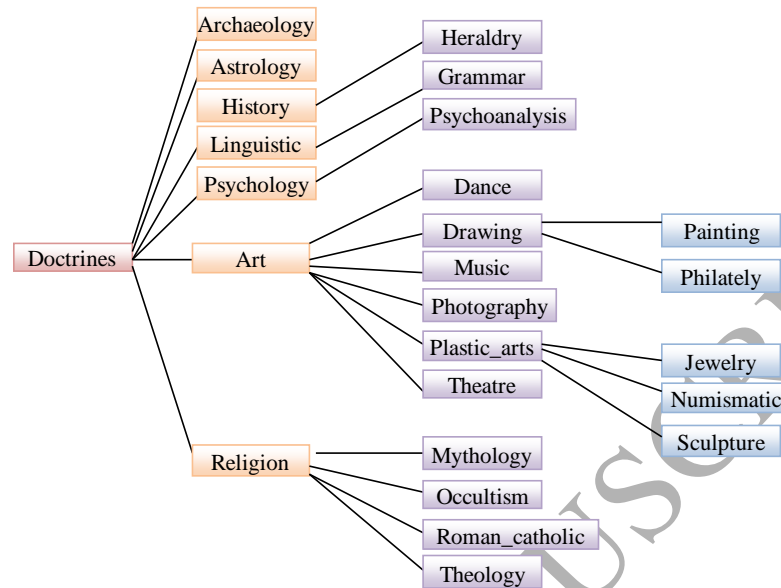 Archaeology
Heraldry
Astrology
Grammar
History
Psychoanalysis
Linguistic
Psychology
Dance
Drawing
Painting
Doctrines
Art
Music
Philately
Photography
Plastic_arts
Jewelry
Theatre
Numismatic
Sculpture
Religion
Mythology
Occultism
Roman_catholic
Theology